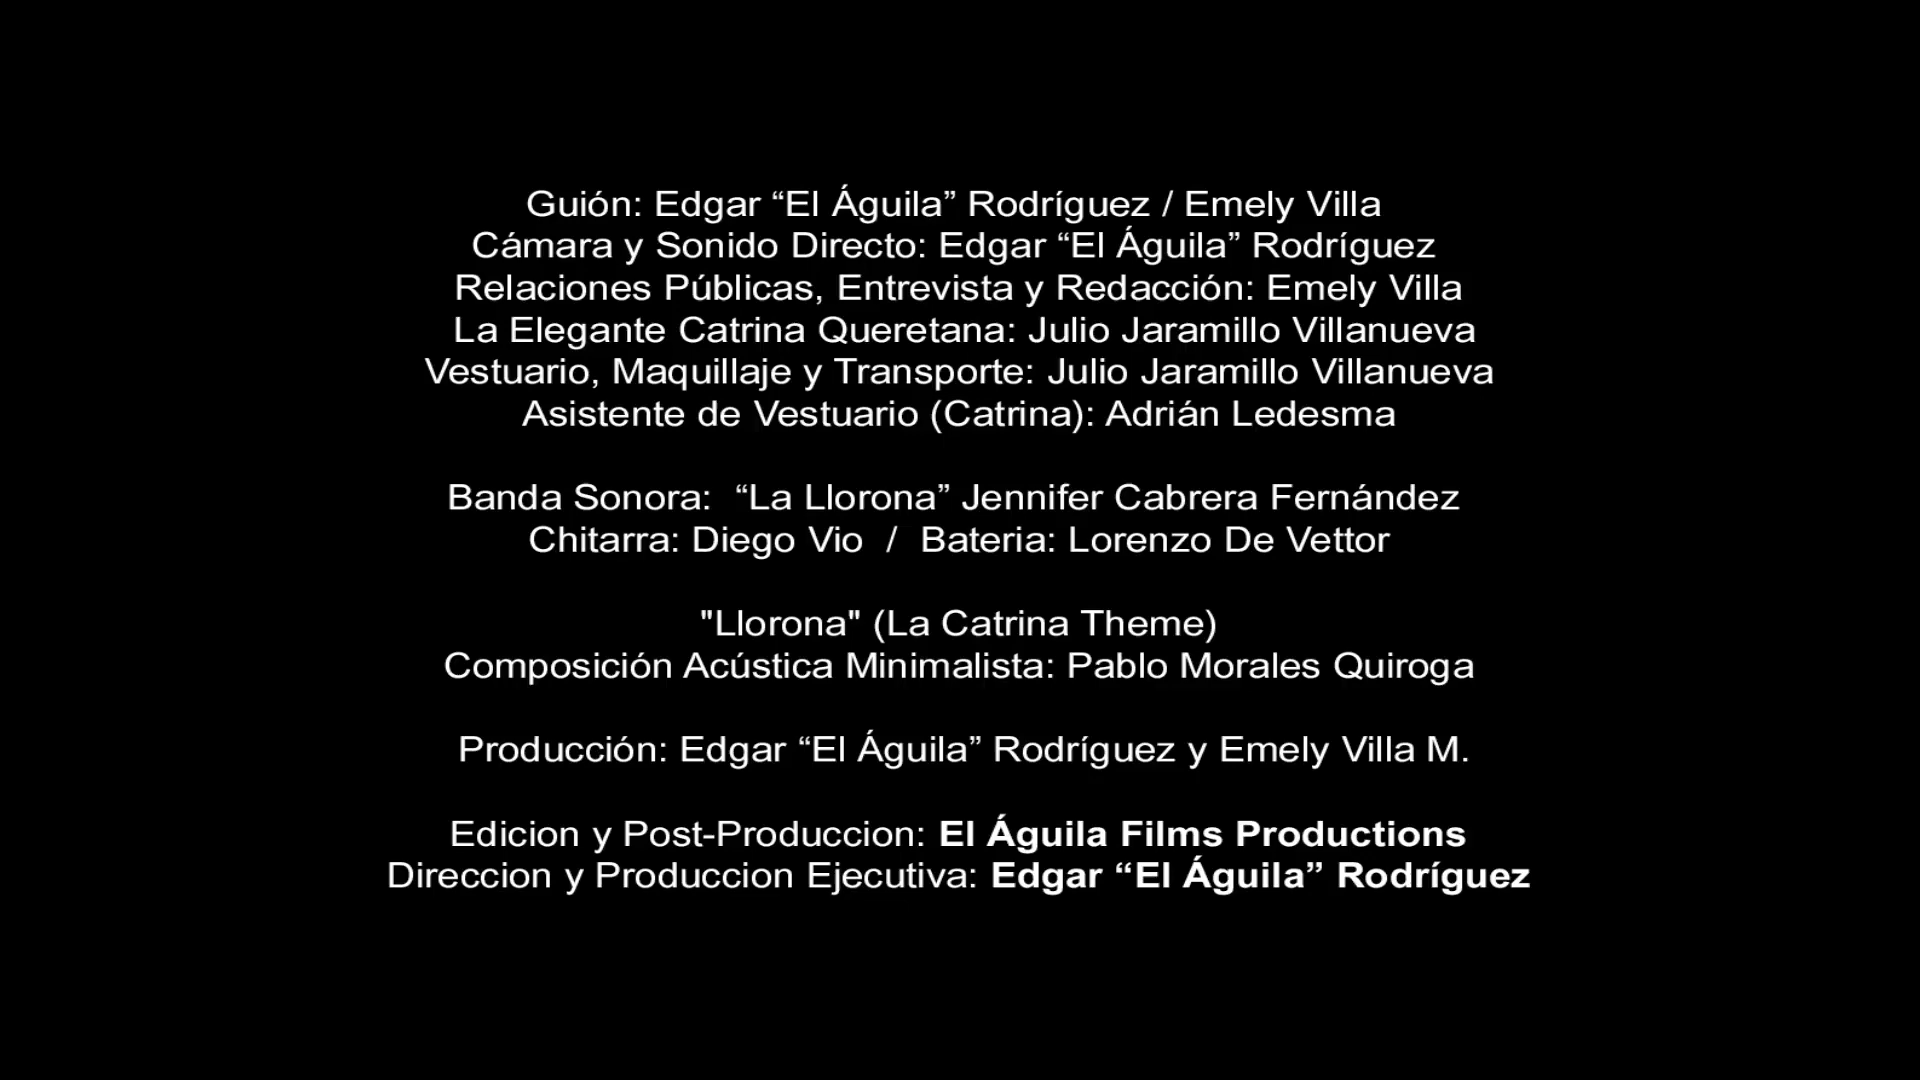 Guión: Edgar “El Águila” Rodríguez / Emely Villa
Cámara y Sonido Directo: Edgar “El Águila” Rodríguez
Relaciones Públicas, Entrevista y Redacción: Emely Villa
La Elegante Catrina Queretana: Julio Jaramillo Villanueva
Vestuario, Maquillaje y Transporte: Julio Jaramillo Villanueva
Asistente de Vestuario (Catrina): Adrián Ledesma
Banda Sonora:  “La Llorona” Jennifer Cabrera Fernández
Chitarra: Diego Vio  /  Bateria: Lorenzo De Vettor
"Llorona" (La Catrina Theme)
Composición Acústica Minimalista: Pablo Morales Quiroga
Producción: Edgar “El Águila” Rodríguez y Emely Villa M.
Edicion y Post-Produccion: El Águila Films Productions
Direccion y Produccion Ejecutiva: Edgar “El Águila” Rodríguez